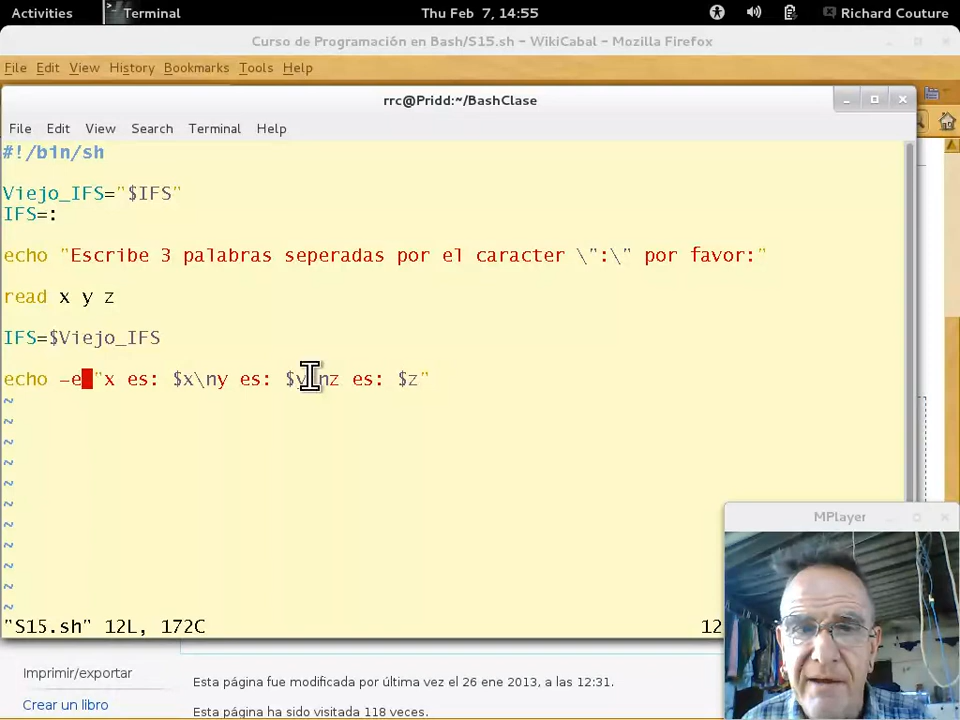 Activities Terminal Thu Feb 7, 14:55 Richard Couture
Curso de Programación en Bash/S15.sh - WikiCabal - Mozilla Firefox
File Edit View History Bookmarks Tools Help
rrc@Pridd:~/BashClase
File Edit View Search Terminal Help
#!/bin/sh
Viejo_IFS="$IFS"
IFS=:
echo "Escribe 3 palabras seperadas por el caracter \":\" por favor:"
read x y z
IFS=$Viejo_IFS
echo -e "x es: $x\ny es: $y\nz es: $z"
~
~
~
~
~
~
~
~
~
~
~
"S15.sh" 12L, 172C 12
MPlayer
Imprimir/exportar
Crear un libro
Esta página fue modificada por última vez el 26 ene 2013, a las 12:31.
Esta página ha sido visitada 118 veces.